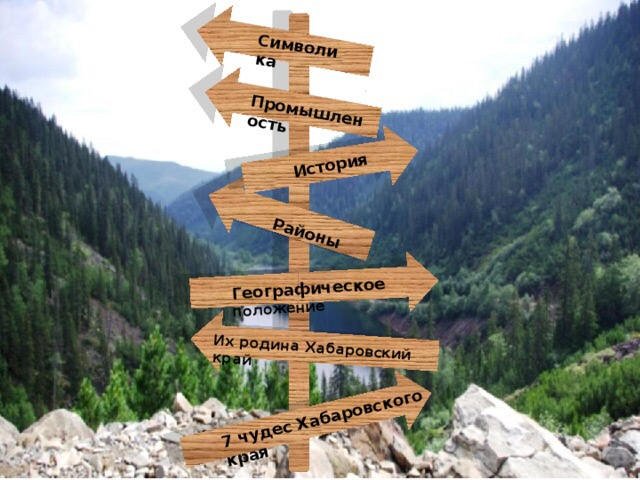 Символи
ка
Промышлен
ость
История
Районы
Географическое
положение
Их родина Хабаровский
край
7 чудес Хабаровского
края